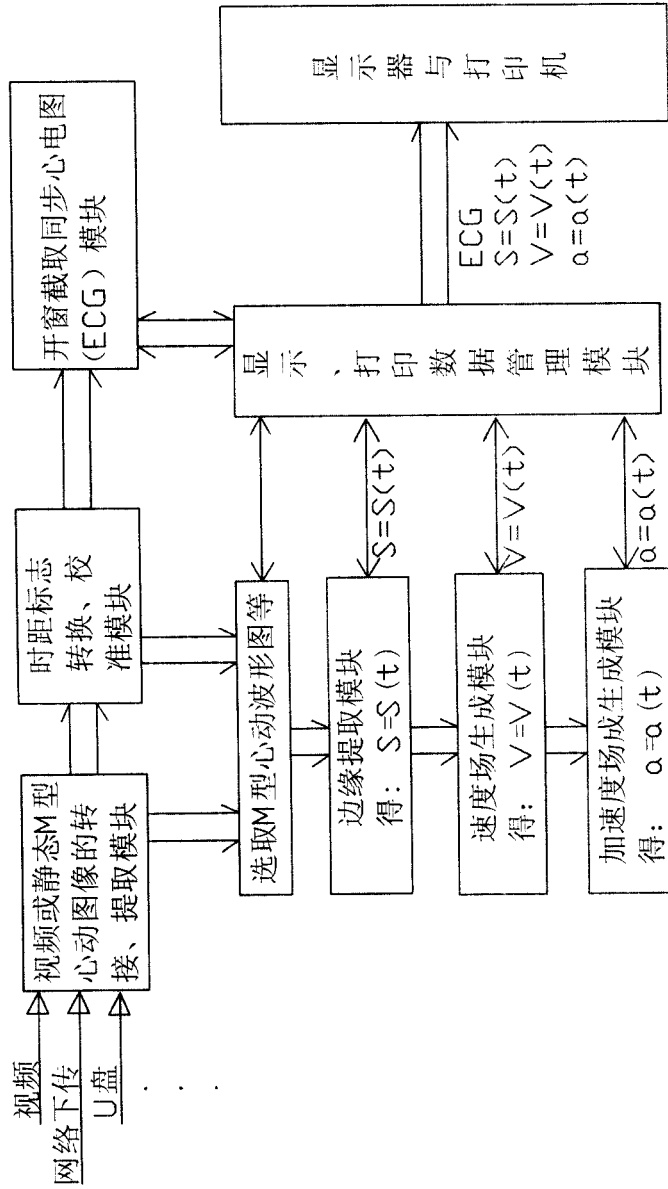 视频
网络下传
U盘
. . .
视频或静态M型
心动图像的转
接、提取模块
时距标志
转换、校
准模块
开窗截取同步心电图
(ECG)模块
选取M型心动波形图等
边缘提取模块
得: S=S(t)
速度场生成模块
得: V=V(t)
加速度场成生成模块
得: a=a(t)
S=S(t)
V=V(t)
a=a(t)
显示、打印数据管理模块
ECG
S=S(t)
V=V(t)
a=a(t)
显示器与打印机